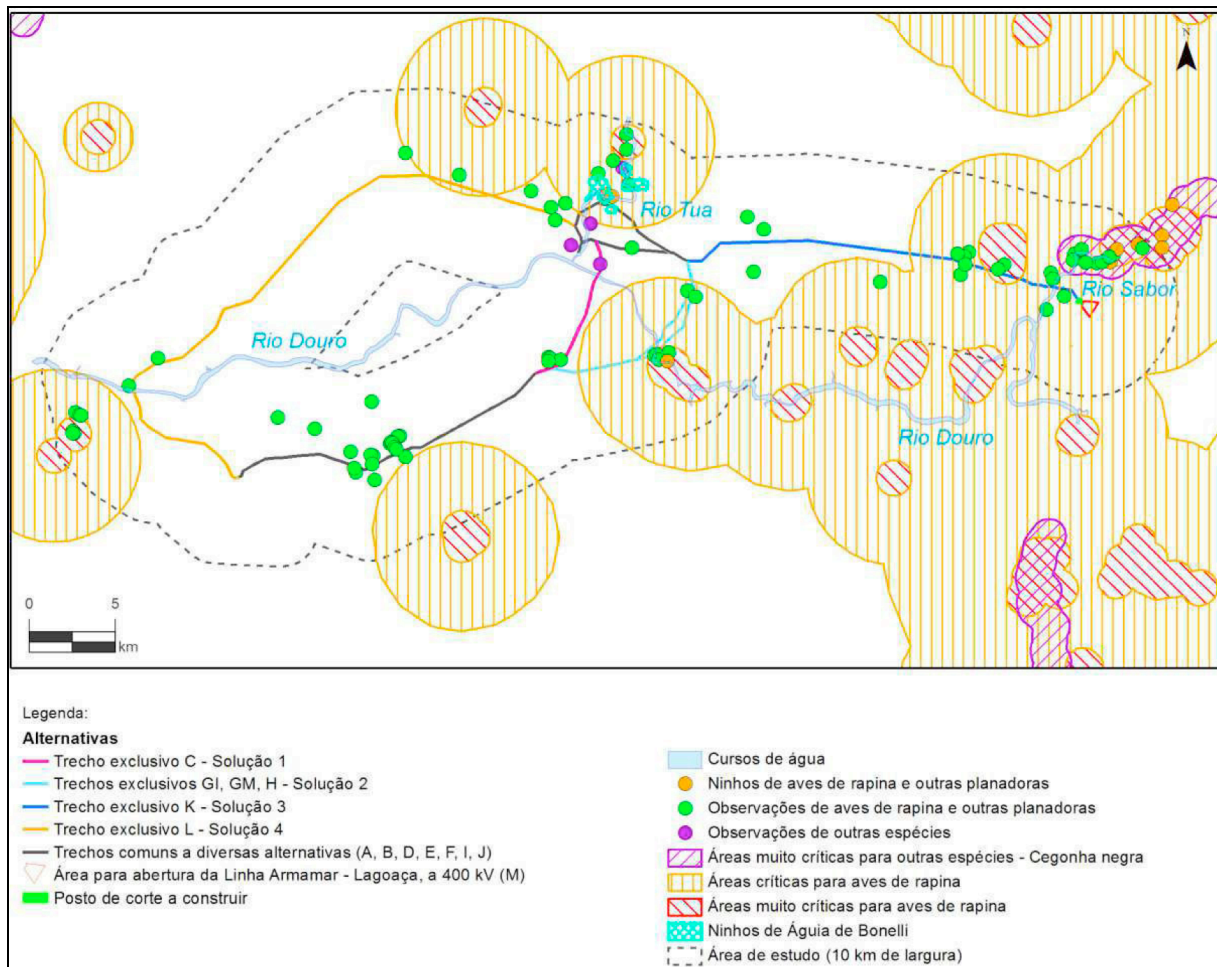 N
Rio Tua
Rio Sabor
Rio Douro
Rio Douro
0 5
km
Legenda:
Alternativas
Trecho exclusivo C - Solução 1
Trechos exclusivos GI, GM, H - Solução 2
Trecho exclusivo K - Solução 3
Trecho exclusivo L - Solução 4
Trechos comuns a diversas alternativas (A, B, D, E, F, I, J)
Área para abertura da Linha Armamar - Lagoaça, a 400 kV (M)
Posto de corte a construir
Cursos de água
Ninhos de aves de rapina e outras planadoras
Observações de aves de rapina e outras planadoras
Observações de outras espécies
Áreas muito críticas para outras espécies - Cegonha negra
Áreas críticas para aves de rapina
Áreas muito críticas para aves de rapina
Ninhos de Águia de Bonelli
Área de estudo (10 km de largura)